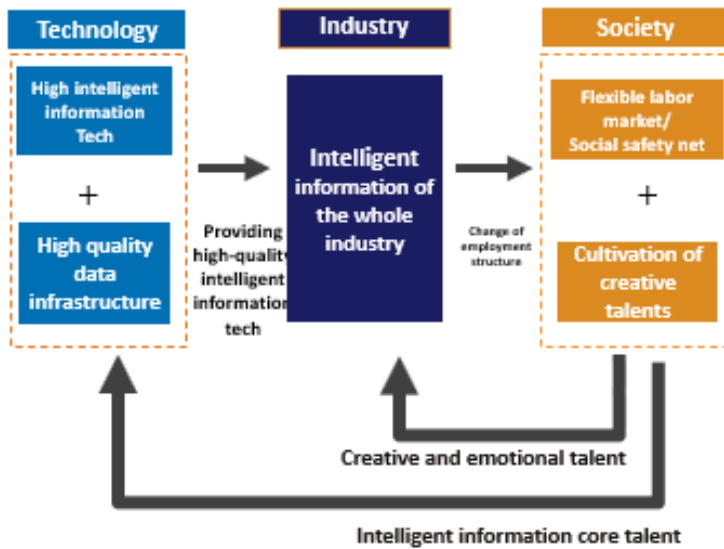 Technology
High intelligent
information
Tech
+
High quality
data
infrastructure
Providing
high-quality
intelligent
information
tech
Industry
Intelligent
information of
the whole
industry
Change of
employment
structure
Society
Flexible labor
market/
Social safety net
+
Cultivation of
creative
talents
Creative and emotional talent
Intelligent information core talent